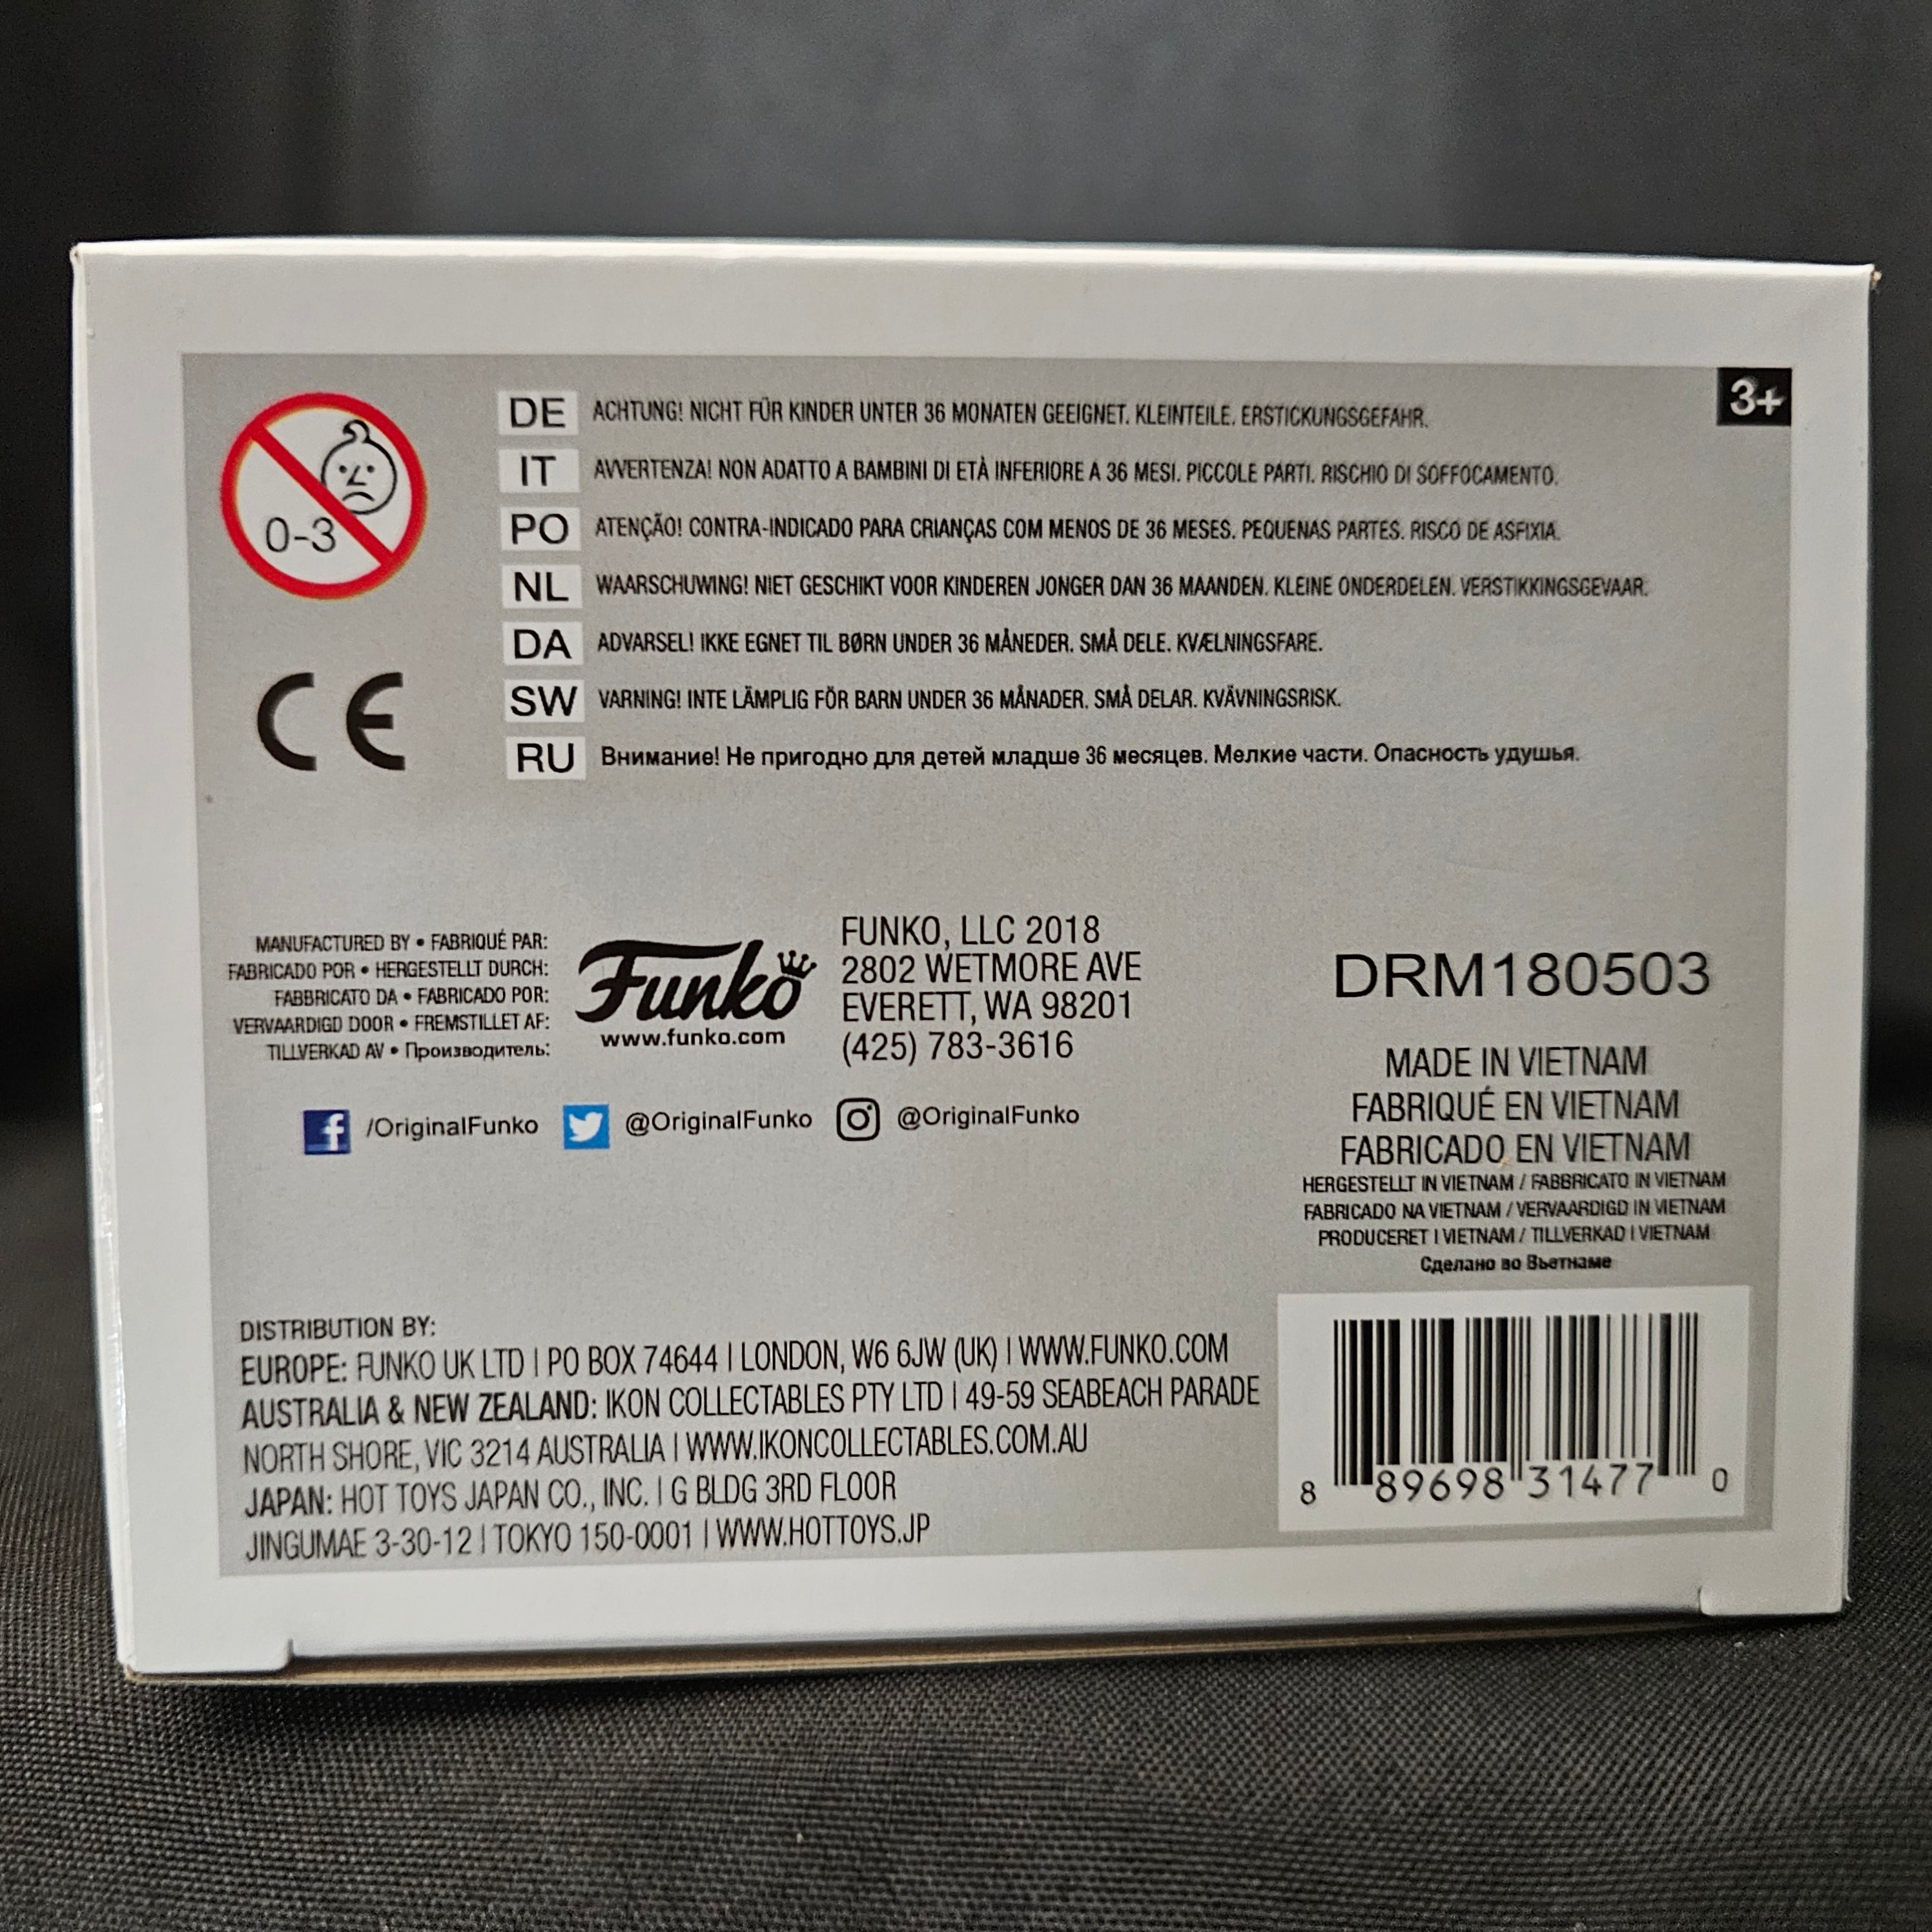 3+
0-3
DE ACHTUNG! NICHT FÜR KINDER UNTER 36 MONATEN GEEIGNET. KLEINTEILE. ERSTICKUNGSGEFAHR.
IT AVVERTENZA! NON ADATTO A BAMBINI DI ETÀ INFERIORE A 36 MESI. PICCOLE PARTI. RISCHIO DI SOFFOCAMENTO.
PO ATENÇÃO! CONTRA-INDICADO PARA CRIANÇAS COM MENOS DE 36 MESES. PEQUENAS PARTES. RISCO DE ASFIXIA.
NL WAARSCHUWING! NIET GESCHIKT VOOR KINDEREN JONGER DAN 36 MAANDEN. KLEINE ONDERDELEN. VERSTIKKINGSGEVAAR.
DA ADVARSEL! IKKE EGNET TIL BØRN UNDER 36 MÅNEDER. SMÅ DELE. KVÆLNINGSFARE.
SW VARNING! INTE LÄMPLIG FÖR BARN UNDER 36 MÅNADER. SMÅ DELAR. KVÄVNINGSRISK.
RU Внимание! Не пригодно для детей младше 36 месяцев. Мелкие части. Опасность удушья.
CE
MANUFACTURED BY • FABRIQUÉ PAR:
FABRICADO POR • HERGESTELLT DURCH:
FABBRICATO DA • FABRICADO POR:
VERVAARDIGD DOOR • FREMSTILLET AF:
TILLVERKAD AV • Производитель:
Funko
www.funko.com
FUNKO, LLC 2018
2802 WETMORE AVE
EVERETT, WA 98201
(425) 783-3616
/OriginalFunko @OriginalFunko @OriginalFunko
DRM180503
MADE IN VIETNAM
FABRIQUÉ EN VIETNAM
FABRICADO EN VIETNAM
HERGESTELLT IN VIETNAM / FABBRICATO IN VIETNAM
FABRICADO NA VIETNAM / VERVAARDIGD IN VIETNAM
PRODUCERET I VIETNAM / TILLVERKAD I VIETNAM
Сделано во Вьетнаме
DISTRIBUTION BY:
EUROPE: FUNKO UK LTD | PO BOX 74644 | LONDON, W6 6JW (UK) | WWW.FUNKO.COM
AUSTRALIA & NEW ZEALAND: IKON COLLECTABLES PTY LTD | 49-59 SEABEACH PARADE
NORTH SHORE, VIC 3214 AUSTRALIA | WWW.IKONCOLLECTABLES.COM.AU
JAPAN: HOT TOYS JAPAN CO., INC. | G BLDG 3RD FLOOR
JINGUMAE 3-30-12 | TOKYO 150-0001 | WWW.HOTTOYS.JP
8 89698 31477 0